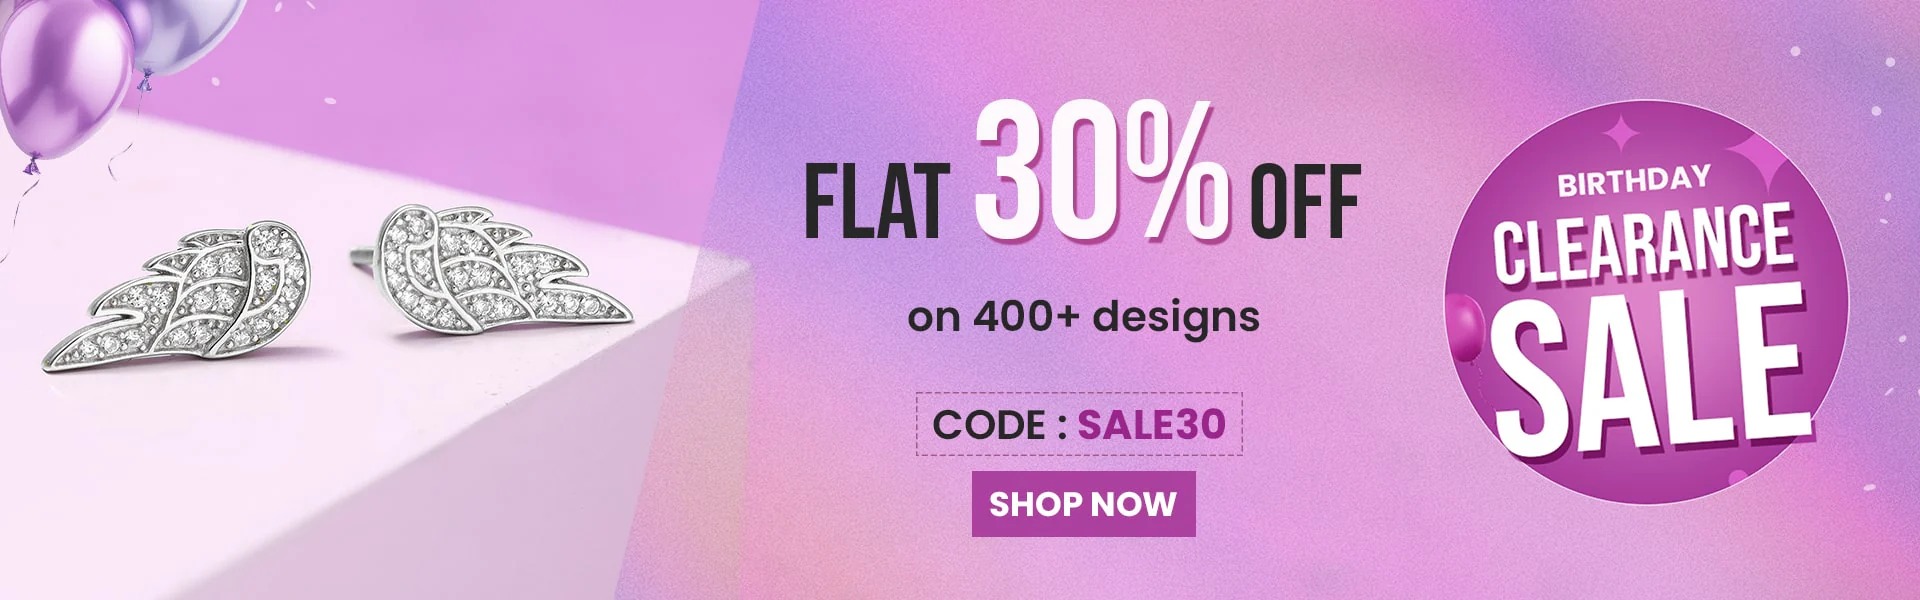 FLAT 30% OFF
on 400+ designs
CODE : SALE30
SHOP NOW
BIRTHDAY
CLEARANCE
SALE